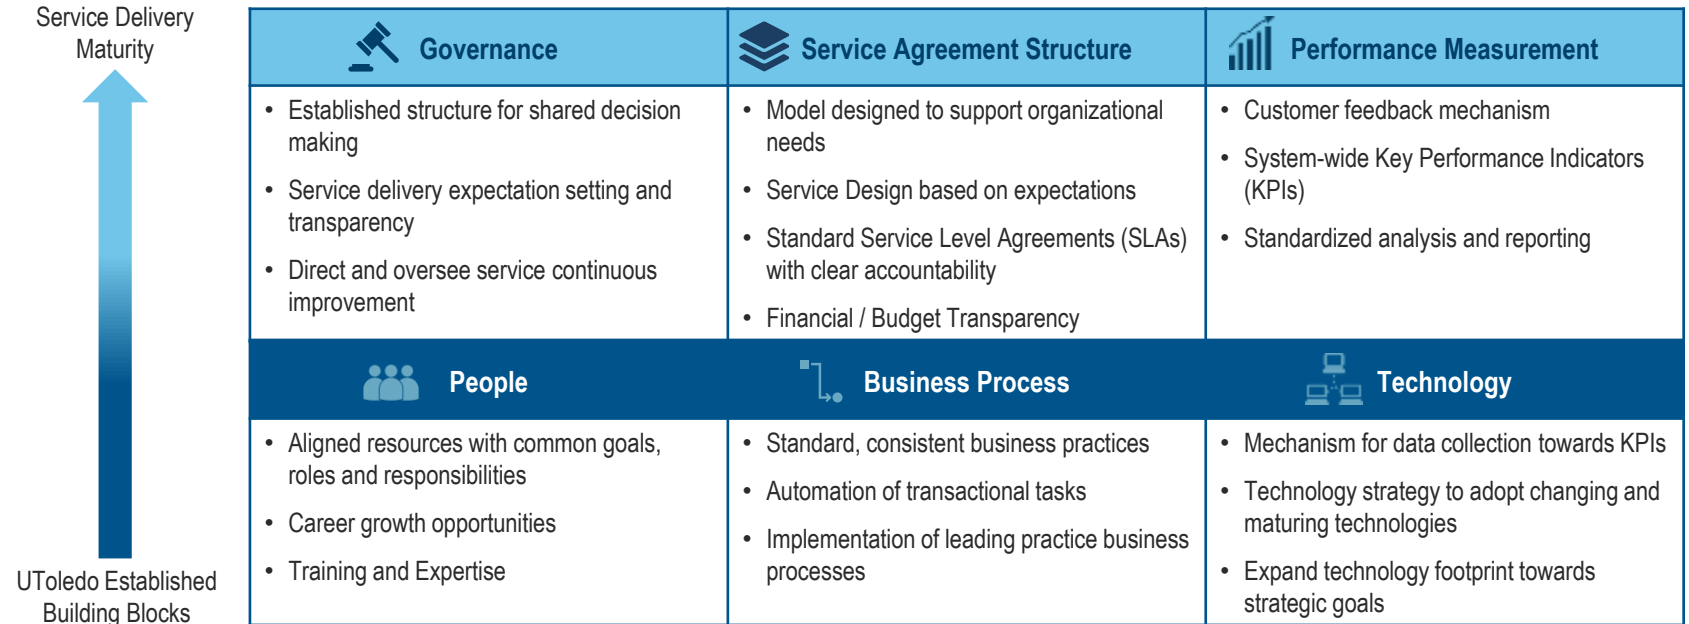 Service Delivery
Maturity
Governance
Service Agreement Structure
Performance Measurement
• Established structure for shared decision
making
• Service delivery expectation setting and
transparency
• Direct and oversee service continuous
improvement
• Model designed to support organizational
needs
• Service Design based on expectations
• Standard Service Level Agreements (SLAs)
with clear accountability
• Financial / Budget Transparency
• Customer feedback mechanism
• System-wide Key Performance Indicators
(KPIs)
• Standardized analysis and reporting
People
Business Process
Technology
• Aligned resources with common goals,
roles and responsibilities
• Career growth opportunities
• Training and Expertise
• Standard, consistent business practices
• Automation of transactional tasks
• Implementation of leading practice business
processes
• Mechanism for data collection towards KPIs
• Technology strategy to adopt changing and
maturing technologies
• Expand technology footprint towards
strategic goals
UToledo Established
Building Blocks